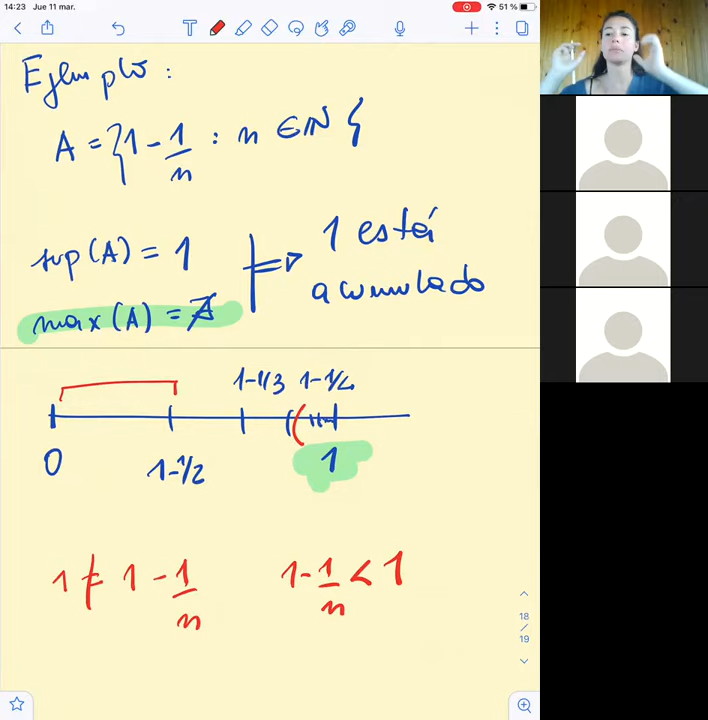 14:23 Jue 11 mar.
51 %
T
Ejemplo :
A = { 1 - 1/n : n ∈ ℕ }
sup(A) = 1
max(A) = ∄
⇒ 1 está
acumulado
1-1/3 1-1/4
0 1-1/2 1
1 ≠ 1 - 1/n
1 - 1/n < 1
18
/
19